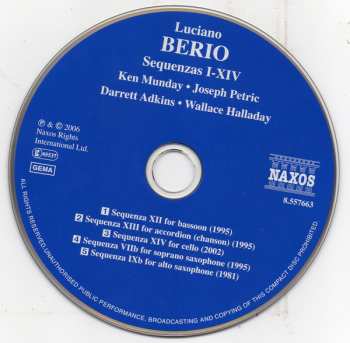 Luciano
BERIO
Sequenzas I-XIV
Ken Munday • Joseph Petric
Darrett Adkins • Wallace Halladay
℗ & © 2006
Naxos Rights
International Ltd.
GEMA
NAXOS
8.557663
1 Sequenza XII for bassoon (1995)
2 Sequenza XIII for accordion (chanson) (1995)
3 Sequenza XIV for cello (2002)
4 Sequenza VIIb for soprano saxophone (1995)
5 Sequenza IXb for alto saxophone (1981)
ALL RIGHTS RESERVED. UNAUTHORISED PUBLIC PERFORMANCE, BROADCASTING AND COPYING OF THIS COMPACT DISC PROHIBITED